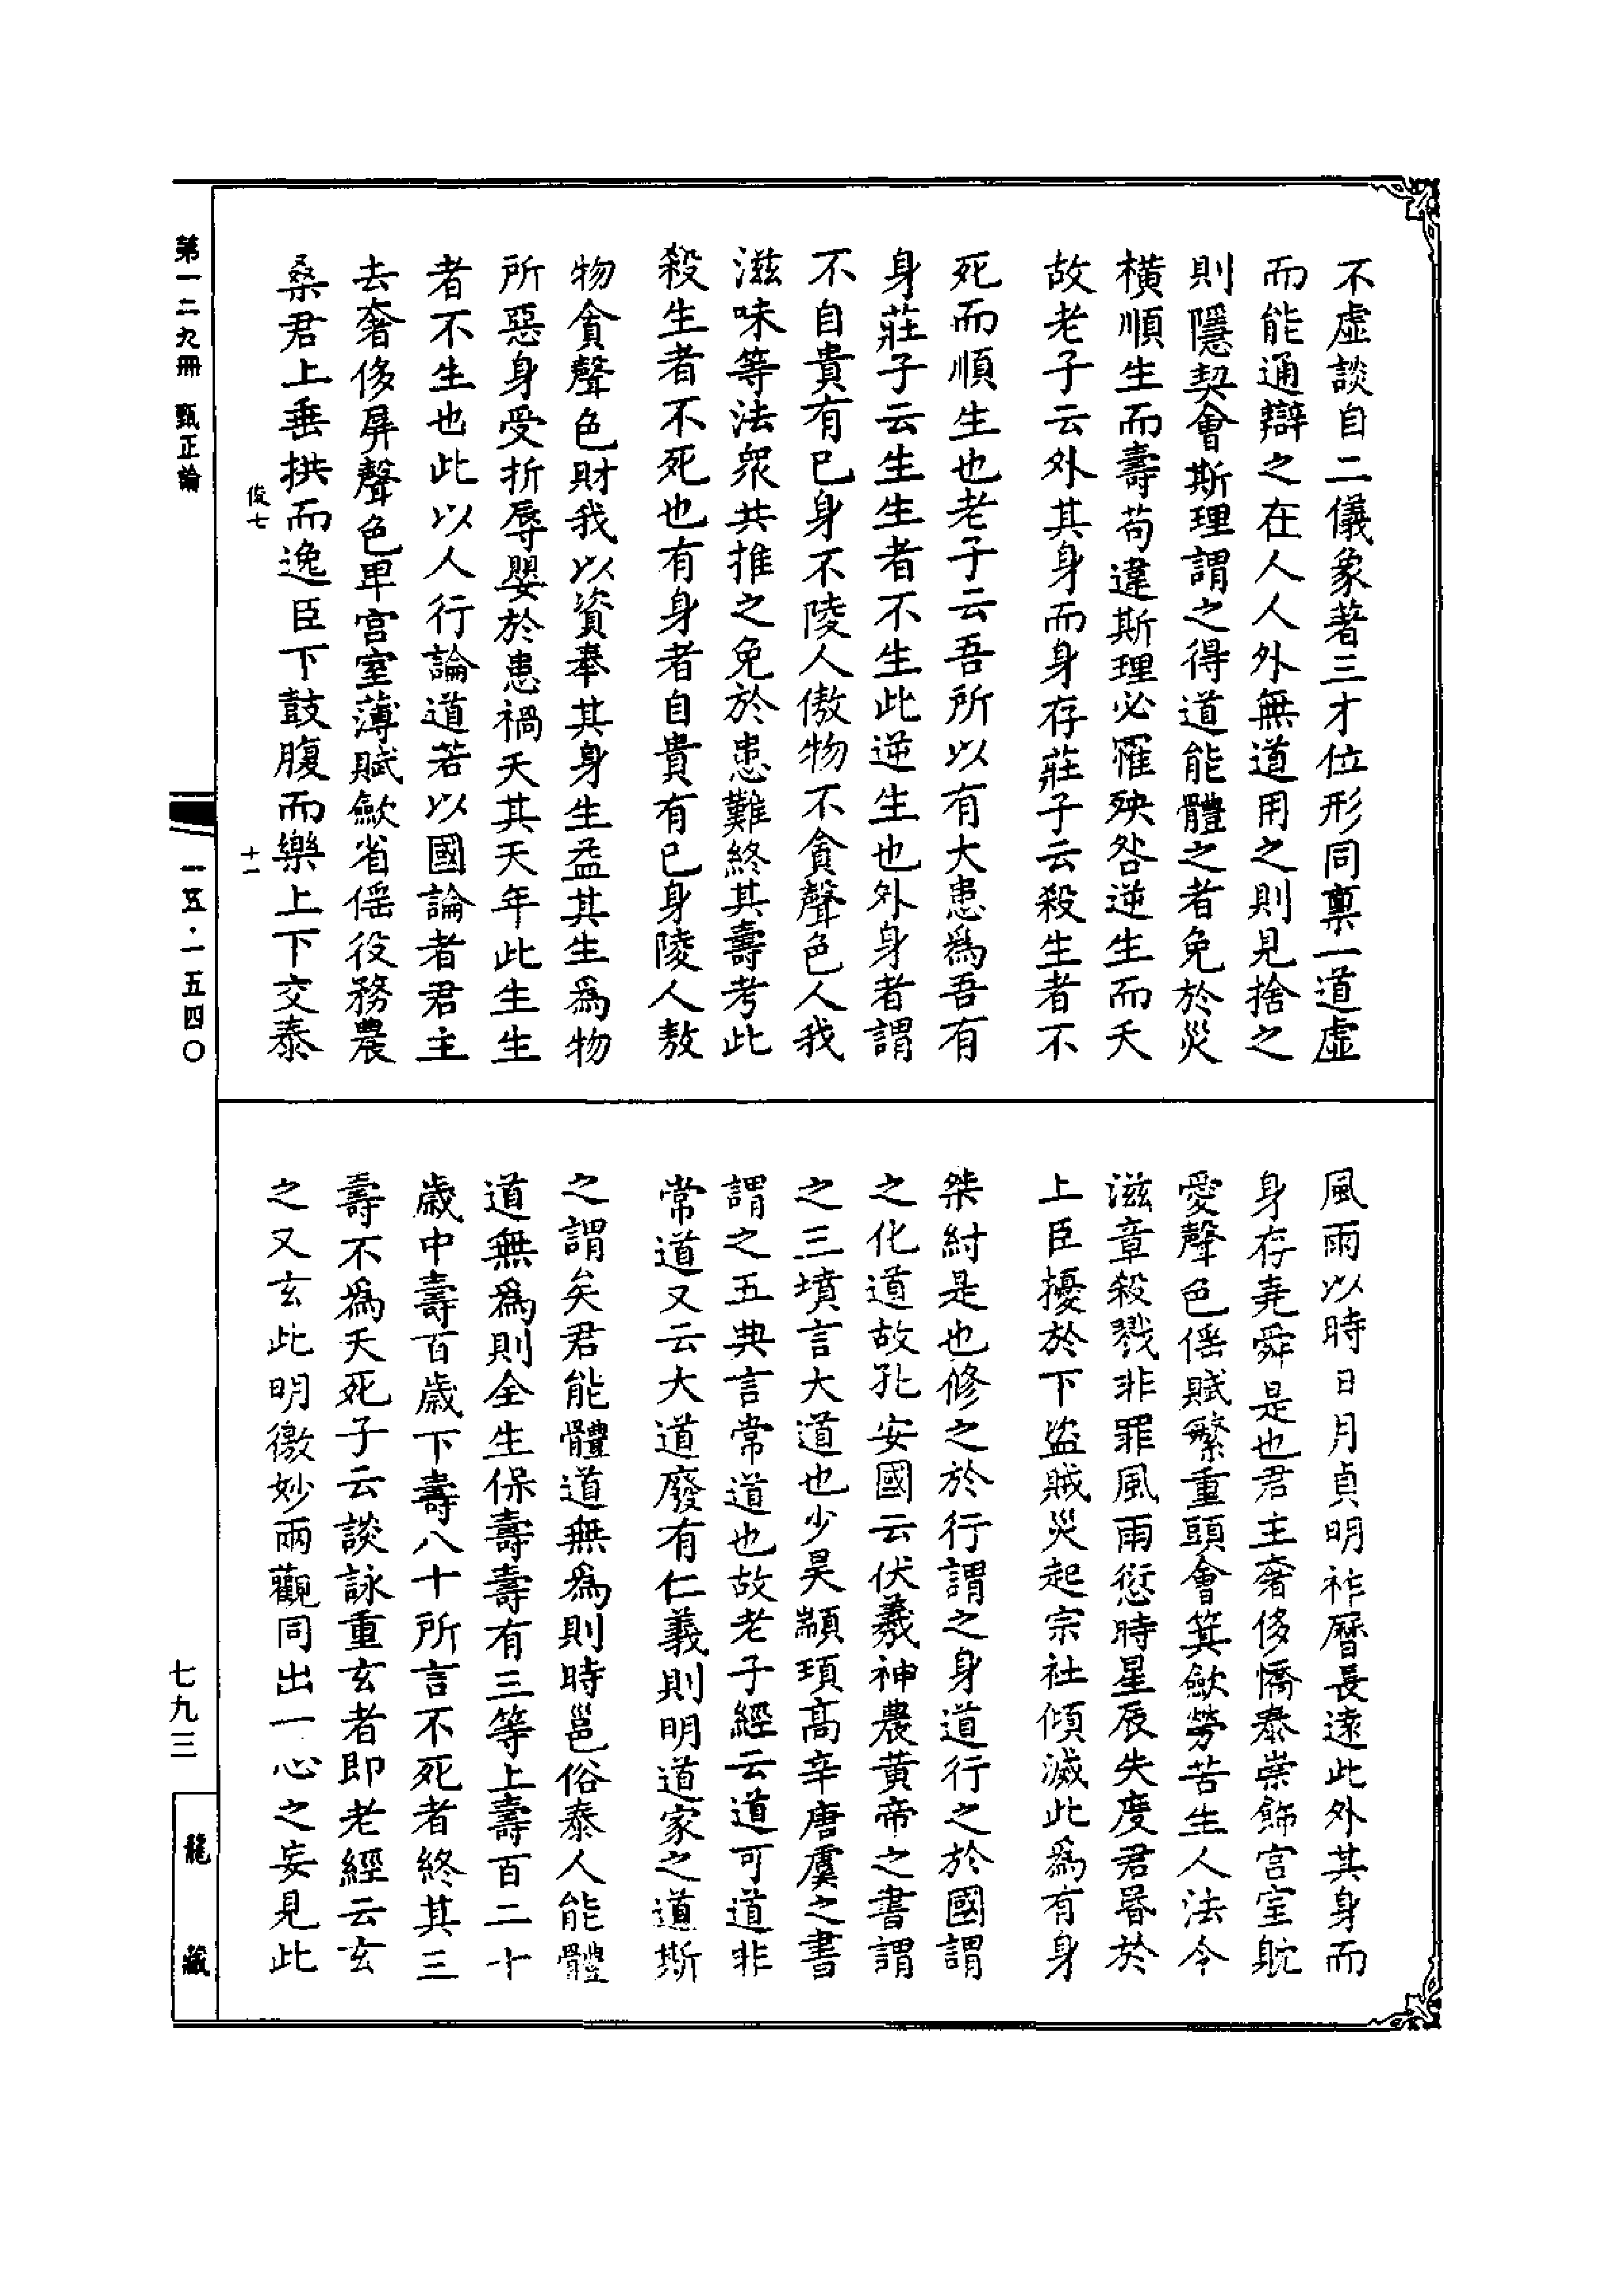 不虛談自二儀象著三才位形同禀一道虛
而能通辯之在人人外無道用之則見捨之
則隱契會斯理謂之得道能體之者免於災
橫順生而壽苟違斯理必罹殃咎逆生而夭
故老子云外其身而身存莊子云殺生者不
死而順生也老子云吾所以有大患為吾有
身莊子云生生者不生此逆生也外身者謂
不自貴有己身不陵人傲物不貪聲色人我
滋味等法衆共推之免於患難終其壽考此
殺生者不死也有身者自貴有己身陵人敖
物貪聲色財我以資奉其身生孟其生爲物
所惡身受折辱嬰於患禍夭其天年此生生
者不生也此以人行論道若以國論者君主
去奢侈屏聲色卑宫室薄賦歛省傜役務農
桑君上垂拱而逸臣下鼓腹而樂上下交泰
風雨以時日月貞明祚曆長遠此外其身而
身存堯舜是也君主奢侈憍泰崇飾宫室躭
愛聲色傜賦繁重頭會箕歛勞苦生人法令
滋章殺戮非罪風雨愆時星辰失度君昬於
上臣擾於下盜賊災起宗社傾滅此爲有身
桀紂是也修之於行謂之身道行之於國謂
之化道故孔安國云伏羲神農黄帝之書謂
之三墳言大道也少昊顓頊高辛唐虞之書
謂之五典言常道也故老子經云道可道非
常道又云大道廢有仁義則明道家之道斯
之謂矣君能體道無爲則時邕俗泰人能體
道無爲則全生保壽壽有三等上壽百二十
歲中壽百歲下壽八十所言不死者終其三
壽不爲夭死子云談詠重玄者即老經云玄
之又玄此明徼妙兩觀同出一心之妄見此
第一二九冊 甄正論
俊七
十一
一五·一五四〇
七九三
龍藏